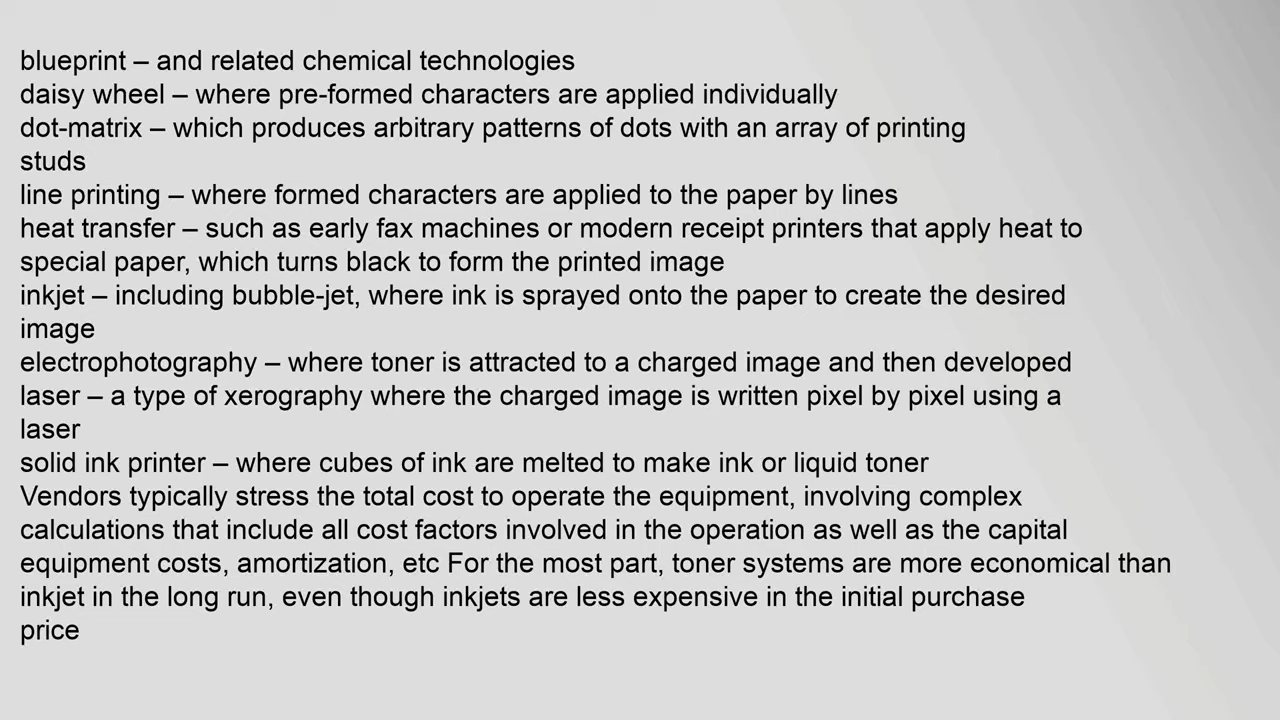 blueprint – and related chemical technologies
daisy wheel – where pre-formed characters are applied individually
dot-matrix – which produces arbitrary patterns of dots with an array of printing
studs
line printing – where formed characters are applied to the paper by lines
heat transfer – such as early fax machines or modern receipt printers that apply heat to
special paper, which turns black to form the printed image
inkjet – including bubble-jet, where ink is sprayed onto the paper to create the desired
image
electrophotography – where toner is attracted to a charged image and then developed
laser – a type of xerography where the charged image is written pixel by pixel using a
laser
solid ink printer – where cubes of ink are melted to make ink or liquid toner
Vendors typically stress the total cost to operate the equipment, involving complex
calculations that include all cost factors involved in the operation as well as the capital
equipment costs, amortization, etc For the most part, toner systems are more economical than
inkjet in the long run, even though inkjets are less expensive in the initial purchase
price